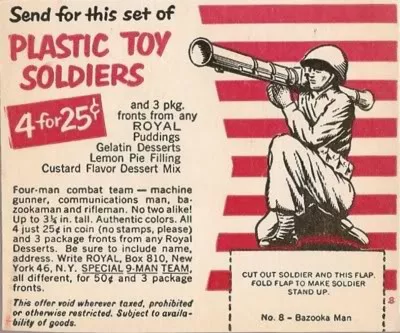 Send for this set of
PLASTIC TOY
SOLDIERS
4 for 25¢
and 3 pkg.
fronts from any
ROYAL
Puddings
Gelatin Desserts
Lemon Pie Filling
Custard Flavor Dessert Mix
Four-man combat team — machine
gunner, communications man, ba-
zookaman and rifleman. No two alike!
Up to 3¼ in. tall. Authentic colors. All
4 just 25¢ in coin (no stamps, please)
and 3 package fronts from any Royal
Desserts. Be sure to include name,
address. Write ROYAL, Box 810, New
York 46, N.Y. SPECIAL 9-MAN TEAM,
all different, for 50¢ and 3 package
fronts.
This offer void wherever taxed, prohibited
or otherwise restricted. Subject to availa-
bility of goods.
CUT OUT SOLDIER AND THIS FLAP.
FOLD FLAP TO MAKE SOLDIER
STAND UP.
No. 8 – Bazooka Man
8